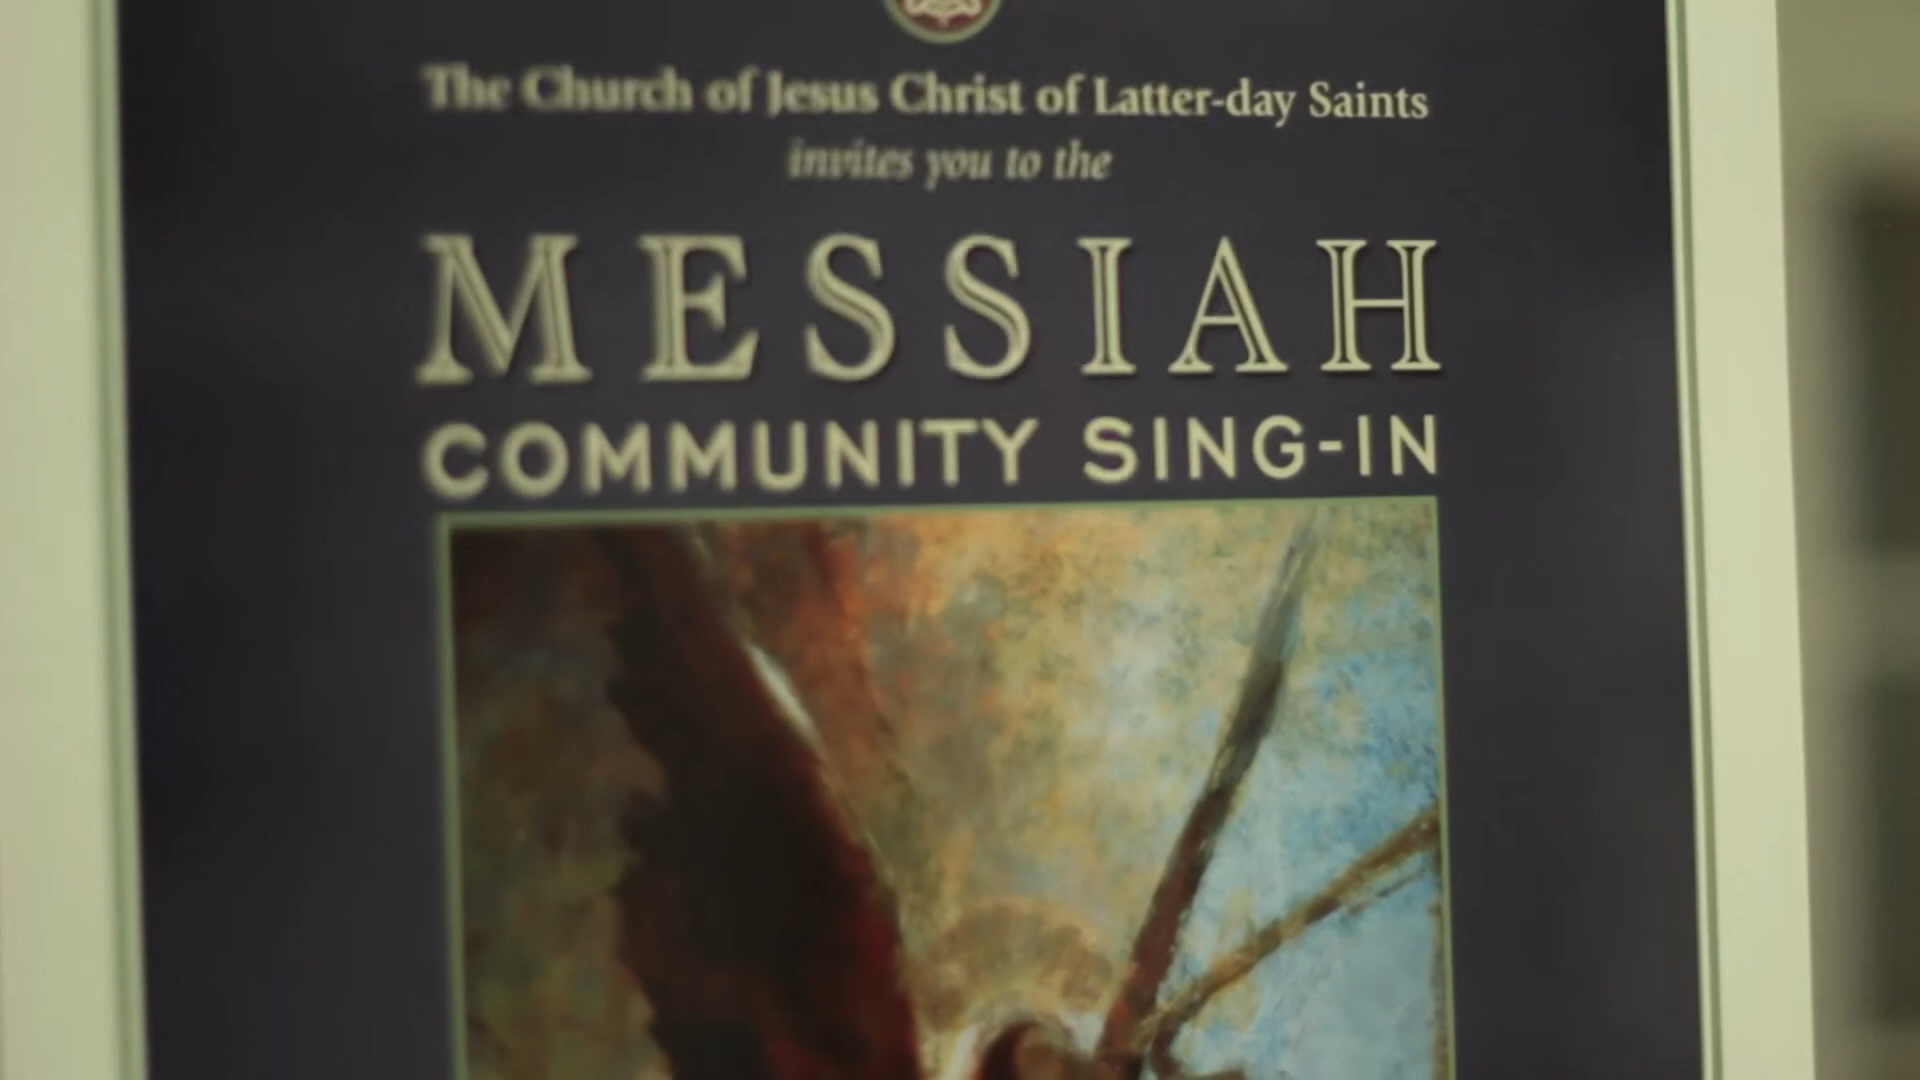 The Church of Jesus Christ of Latter-day Saints
invites you to the
MESSIAH
COMMUNITY SING-IN